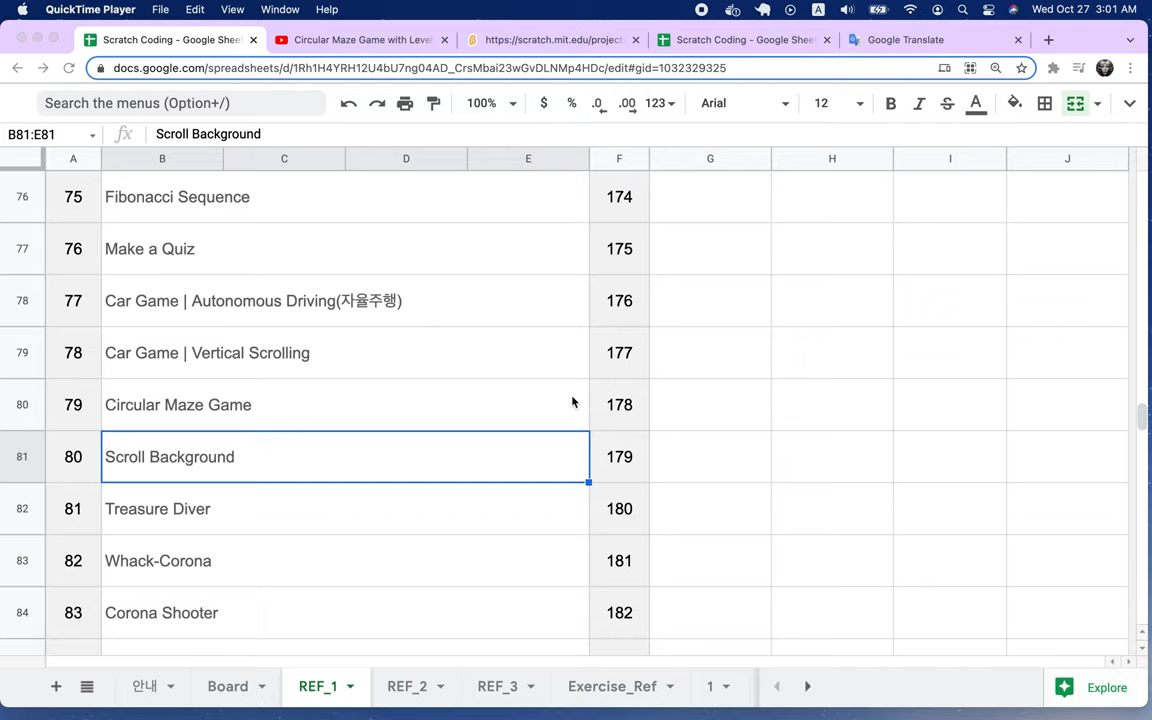 QuickTime Player File Edit View Window Help A Wed Oct 27 3:01 AM
Scratch Coding - Google Shee × Circular Maze Game with Leve × https://scratch.mit.edu/project × Scratch Coding - Google Shee × Google Translate × +
docs.google.com/spreadsheets/d/1Rh1H4YRH12U4bU7ng04AD_CrsMbai23wGvDLNMp4HDc/edit#gid=1032329325
Search the menus (Option+/) 100% $ % .0 .00 123 Arial 12 B I S A
B81:E81 fx Scroll Background
A B C D E F G H I J
76 75 Fibonacci Sequence 174
77 76 Make a Quiz 175
78 77 Car Game | Autonomous Driving(자율주행) 176
79 78 Car Game | Vertical Scrolling 177
80 79 Circular Maze Game 178
81 80 Scroll Background 179
82 81 Treasure Diver 180
83 82 Whack-Corona 181
84 83 Corona Shooter 182
+ 안내 Board REF_1 REF_2 REF_3 Exercise_Ref 1 Explore